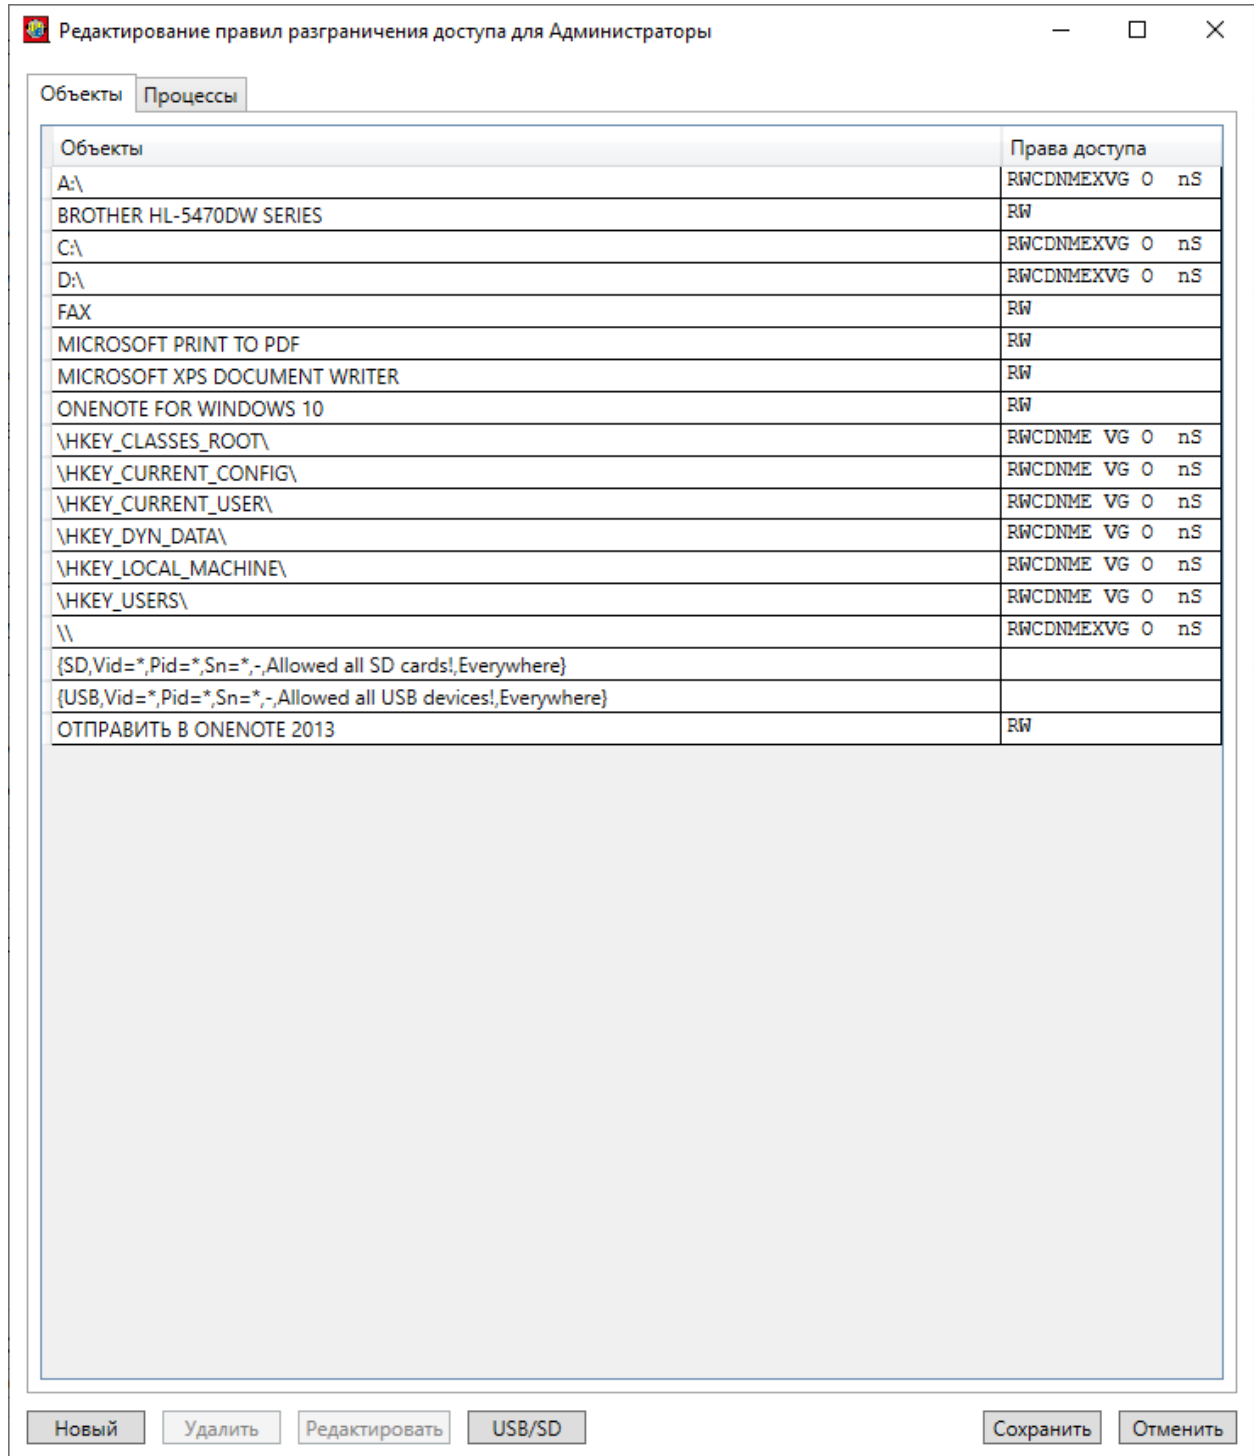 Редактирование правил разграничения доступа для Администраторы
Объекты Процессы
Объекты Права доступа
A:\ RWCDNMEXVG O  nS
BROTHER HL-5470DW SERIES RW
C:\ RWCDNMEXVG O  nS
D:\ RWCDNMEXVG O  nS
FAX RW
MICROSOFT PRINT TO PDF RW
MICROSOFT XPS DOCUMENT WRITER RW
ONENOTE FOR WINDOWS 10 RW
\HKEY_CLASSES_ROOT\ RWCDNME VG O  nS
\HKEY_CURRENT_CONFIG\ RWCDNME VG O  nS
\HKEY_CURRENT_USER\ RWCDNME VG O  nS
\HKEY_DYN_DATA\ RWCDNME VG O  nS
\HKEY_LOCAL_MACHINE\ RWCDNME VG O  nS
\HKEY_USERS\ RWCDNME VG O  nS
\\ RWCDNMEXVG O  nS
{SD,Vid=*,Pid=*,Sn=*,-,Allowed all SD cards!,Everywhere}
{USB,Vid=*,Pid=*,Sn=*,-,Allowed all USB devices!,Everywhere}
ОТПРАВИТЬ В ONENOTE 2013 RW
Новый Удалить Редактировать USB/SD Сохранить Отменить